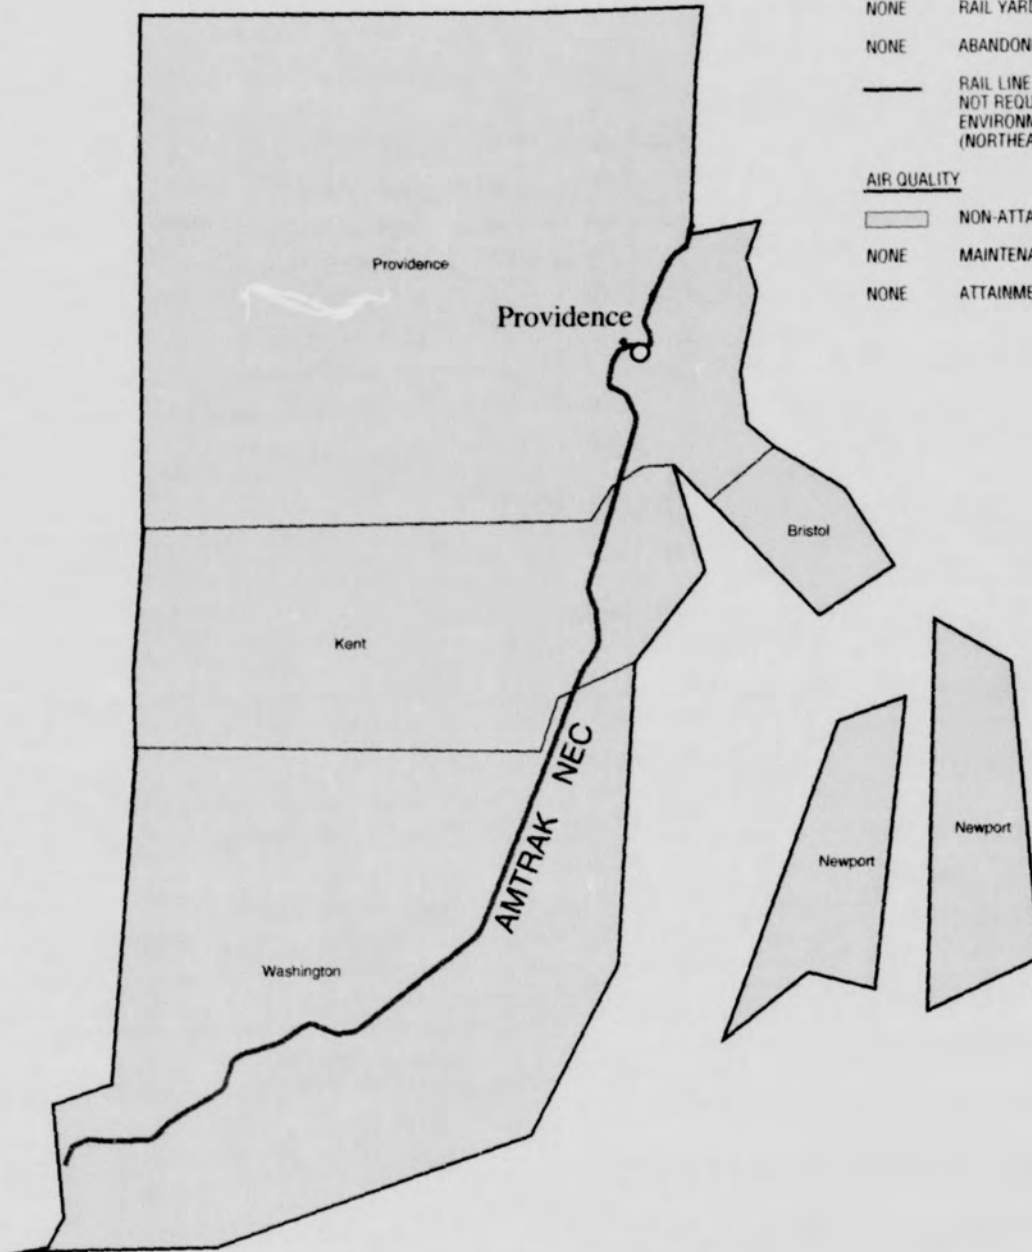 NONE RAIL YARD
NONE ABANDON
RAIL LINE
NOT REQU
ENVIRONM
(NORTHEA
AIR QUALITY
NON-ATTA
NONE MAINTENA
NONE ATTAINME
Providence
Providence
Bristol
Kent
AMTRAK NEC
Newport
Newport
Washington